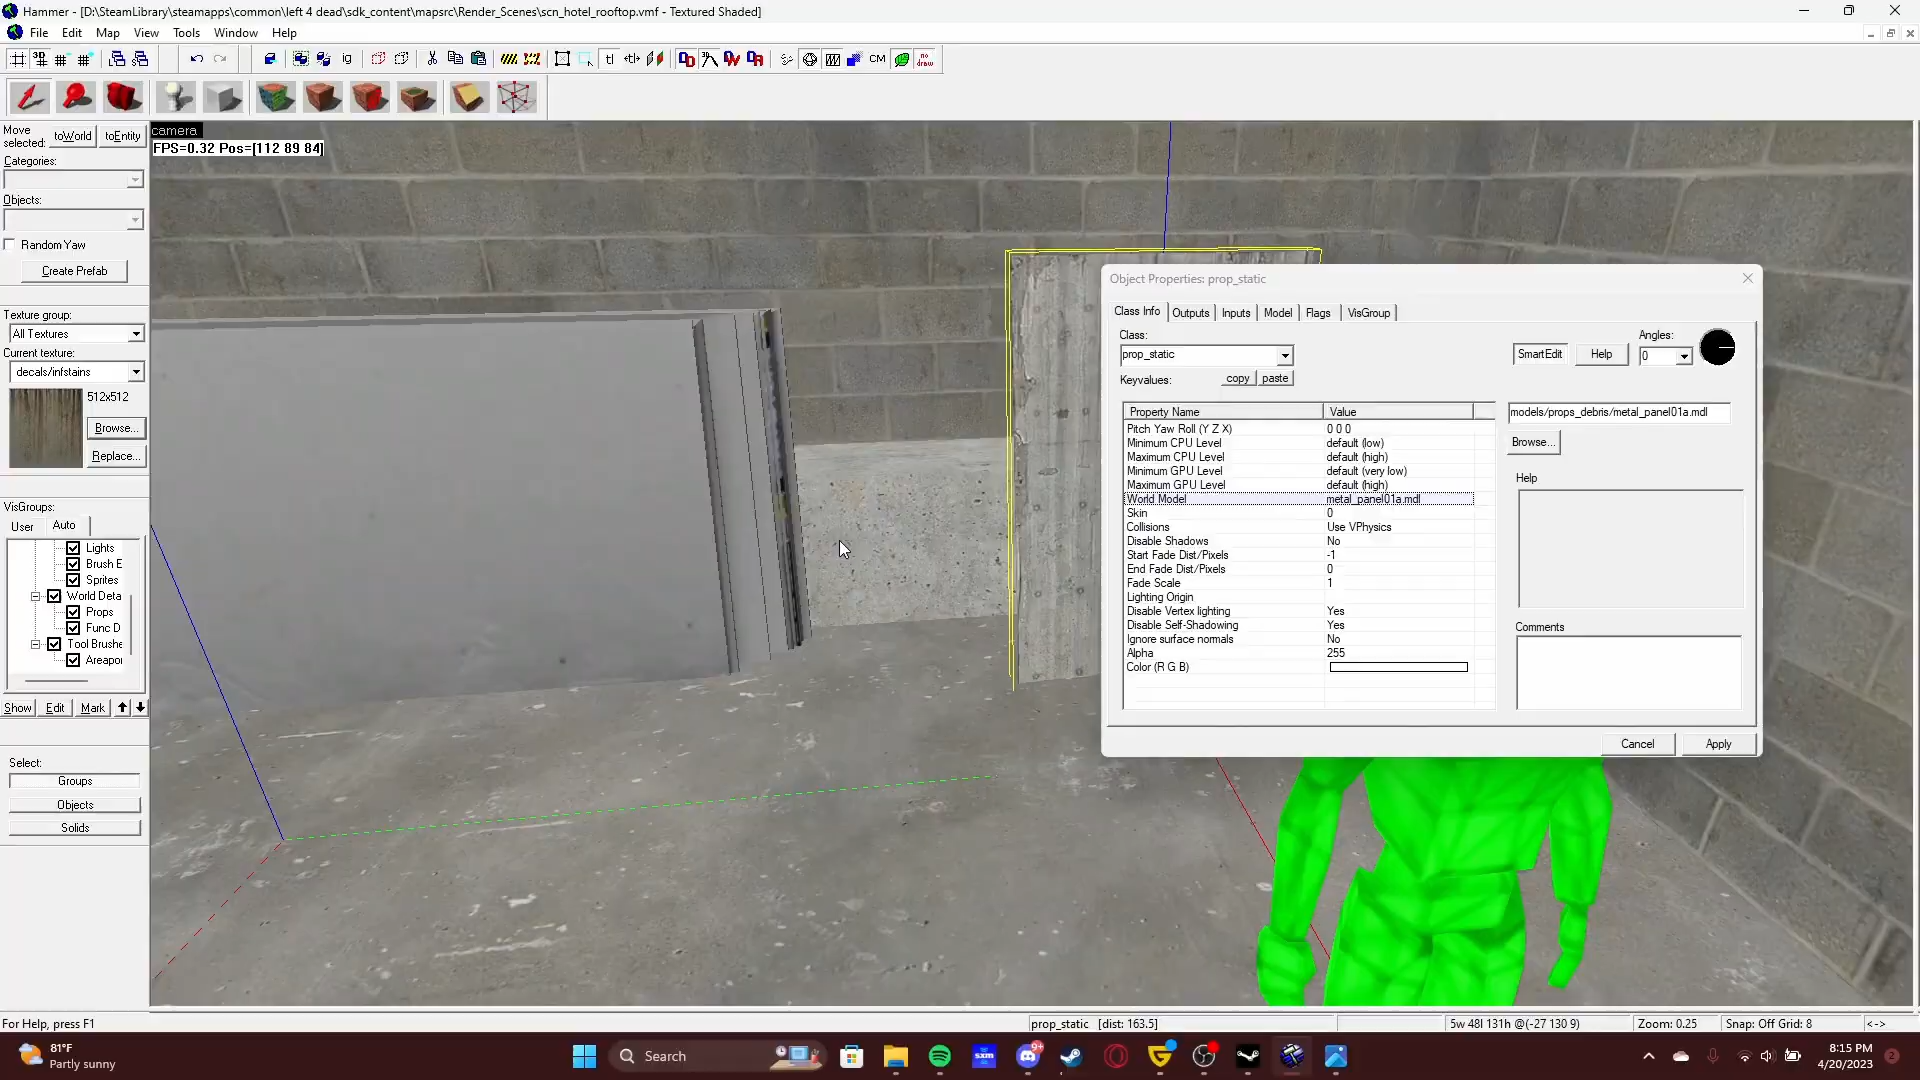 Hammer - [D:\SteamLibrary\steamapps\common\left 4 dead\sdk_content\mapsrc\Render_Scenes\scn_hotel_rooftop.vmf - Textured Shaded]
File Edit Map View Tools Window Help
Move selected: toWorld toEntity
Categories:
Objects:
Random Yaw
Create Prefab
Texture group:
All Textures
Current texture:
decals/infstains
512x512
Browse...
Replace...
VisGroups:
User Auto
Lights
Brush E
Sprites
World Deta
Props
Func D
Tool Brushe
Areapor
Show Edit Mark
Select:
Groups
Objects
Solids
camera
FPS=0.32 Pos=[112 89 84]
Object Properties: prop_static
Class Info Outputs Inputs Model Flags VisGroup
Class:
prop_static
Keyvalues: copy paste
SmartEdit Help
Angles:
0
Property Name Value
Pitch Yaw Roll (Y Z X) 0 0 0
Minimum CPU Level default (low)
Maximum CPU Level default (high)
Minimum GPU Level default (very low)
Maximum GPU Level default (high)
World Model metal_panel01a.mdl
Skin 0
Collisions Use VPhysics
Disable Shadows No
Start Fade Dist/Pixels -1
End Fade Dist/Pixels 0
Fade Scale 1
Lighting Origin
Disable Vertex lighting Yes
Disable Self-Shadowing Yes
Ignore surface normals No
Alpha 255
Color (R G B)
models/props_debris/metal_panel01a.mdl
Browse...
Help
Comments
Cancel Apply
For Help, press F1
prop_static [dist: 163.5]
5w 48l 131h @(-27 130 9)
Zoom: 0.25
Snap: Off Grid: 8
<->
81°F
Partly sunny
Search
8:15 PM
4/20/2023